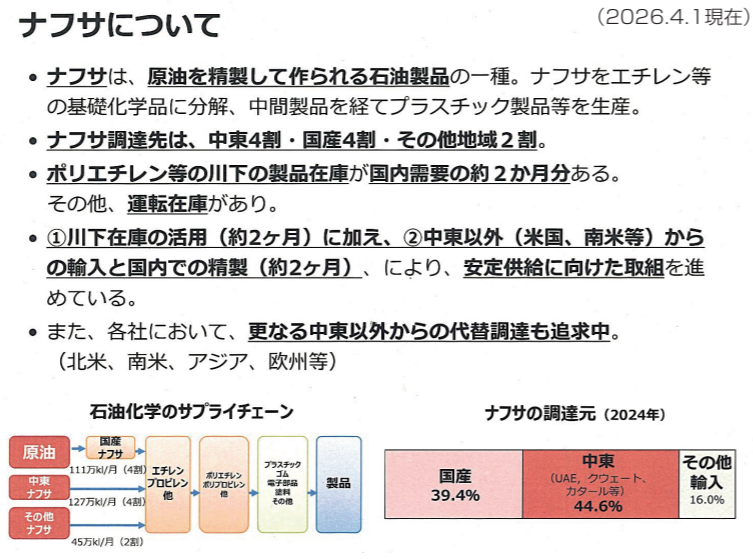 ナフサについて
（2026.4.1現在）
• ナフサは、原油を精製して作られる石油製品の一種。ナフサをエチレン等
の基礎化学品に分解、中間製品を経てプラスチック製品等を生産。
• ナフサ調達先は、中東4割・国産4割・その他地域２割。
• ポリエチレン等の川下の製品在庫が国内需要の約２か月分ある。
その他、運転在庫があり。
• ①川下在庫の活用（約2ヶ月）に加え、②中東以外（米国、南米等）から
の輸入と国内での精製（約2ヶ月）、により、安定供給に向けた取組を進
めている。
• また、各社において、更なる中東以外からの代替調達も追求中。
（北米、南米、アジア、欧州等）
石油化学のサプライチェーン
原油
国産
ナフサ
111万kl/月（4割）
中東
ナフサ
127万kl/月（4割）
その他
ナフサ
45万kl/月（2割）
エチレン
プロピレン
他
ポリエチレン
ポリプロピレン
他
プラスチック
ゴム
電子部品
塗料
その他
製品
ナフサの調達元（2024年）
国産
39.4%
中東
（UAE，クウェート、
カタール等）
44.6%
その他
輸入
16.0%